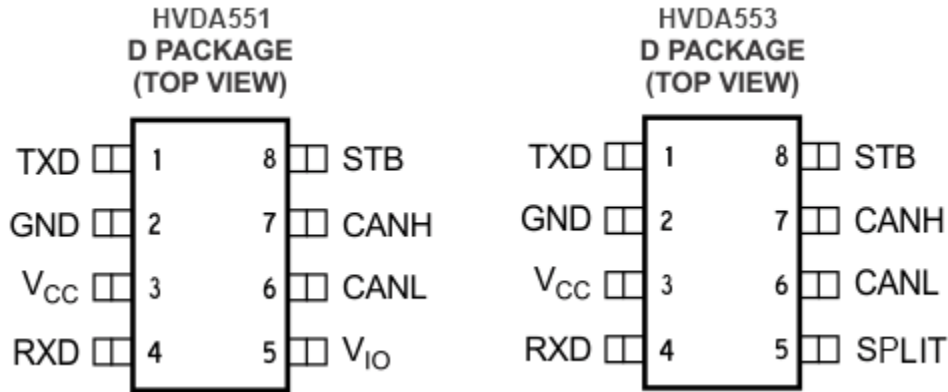 HVDA551
D PACKAGE
(TOP VIEW)
TXD 1 8 STB
GND 2 7 CANH
VCC 3 6 CANL
RXD 4 5 VIO
HVDA553
D PACKAGE
(TOP VIEW)
TXD 1 8 STB
GND 2 7 CANH
VCC 3 6 CANL
RXD 4 5 SPLIT